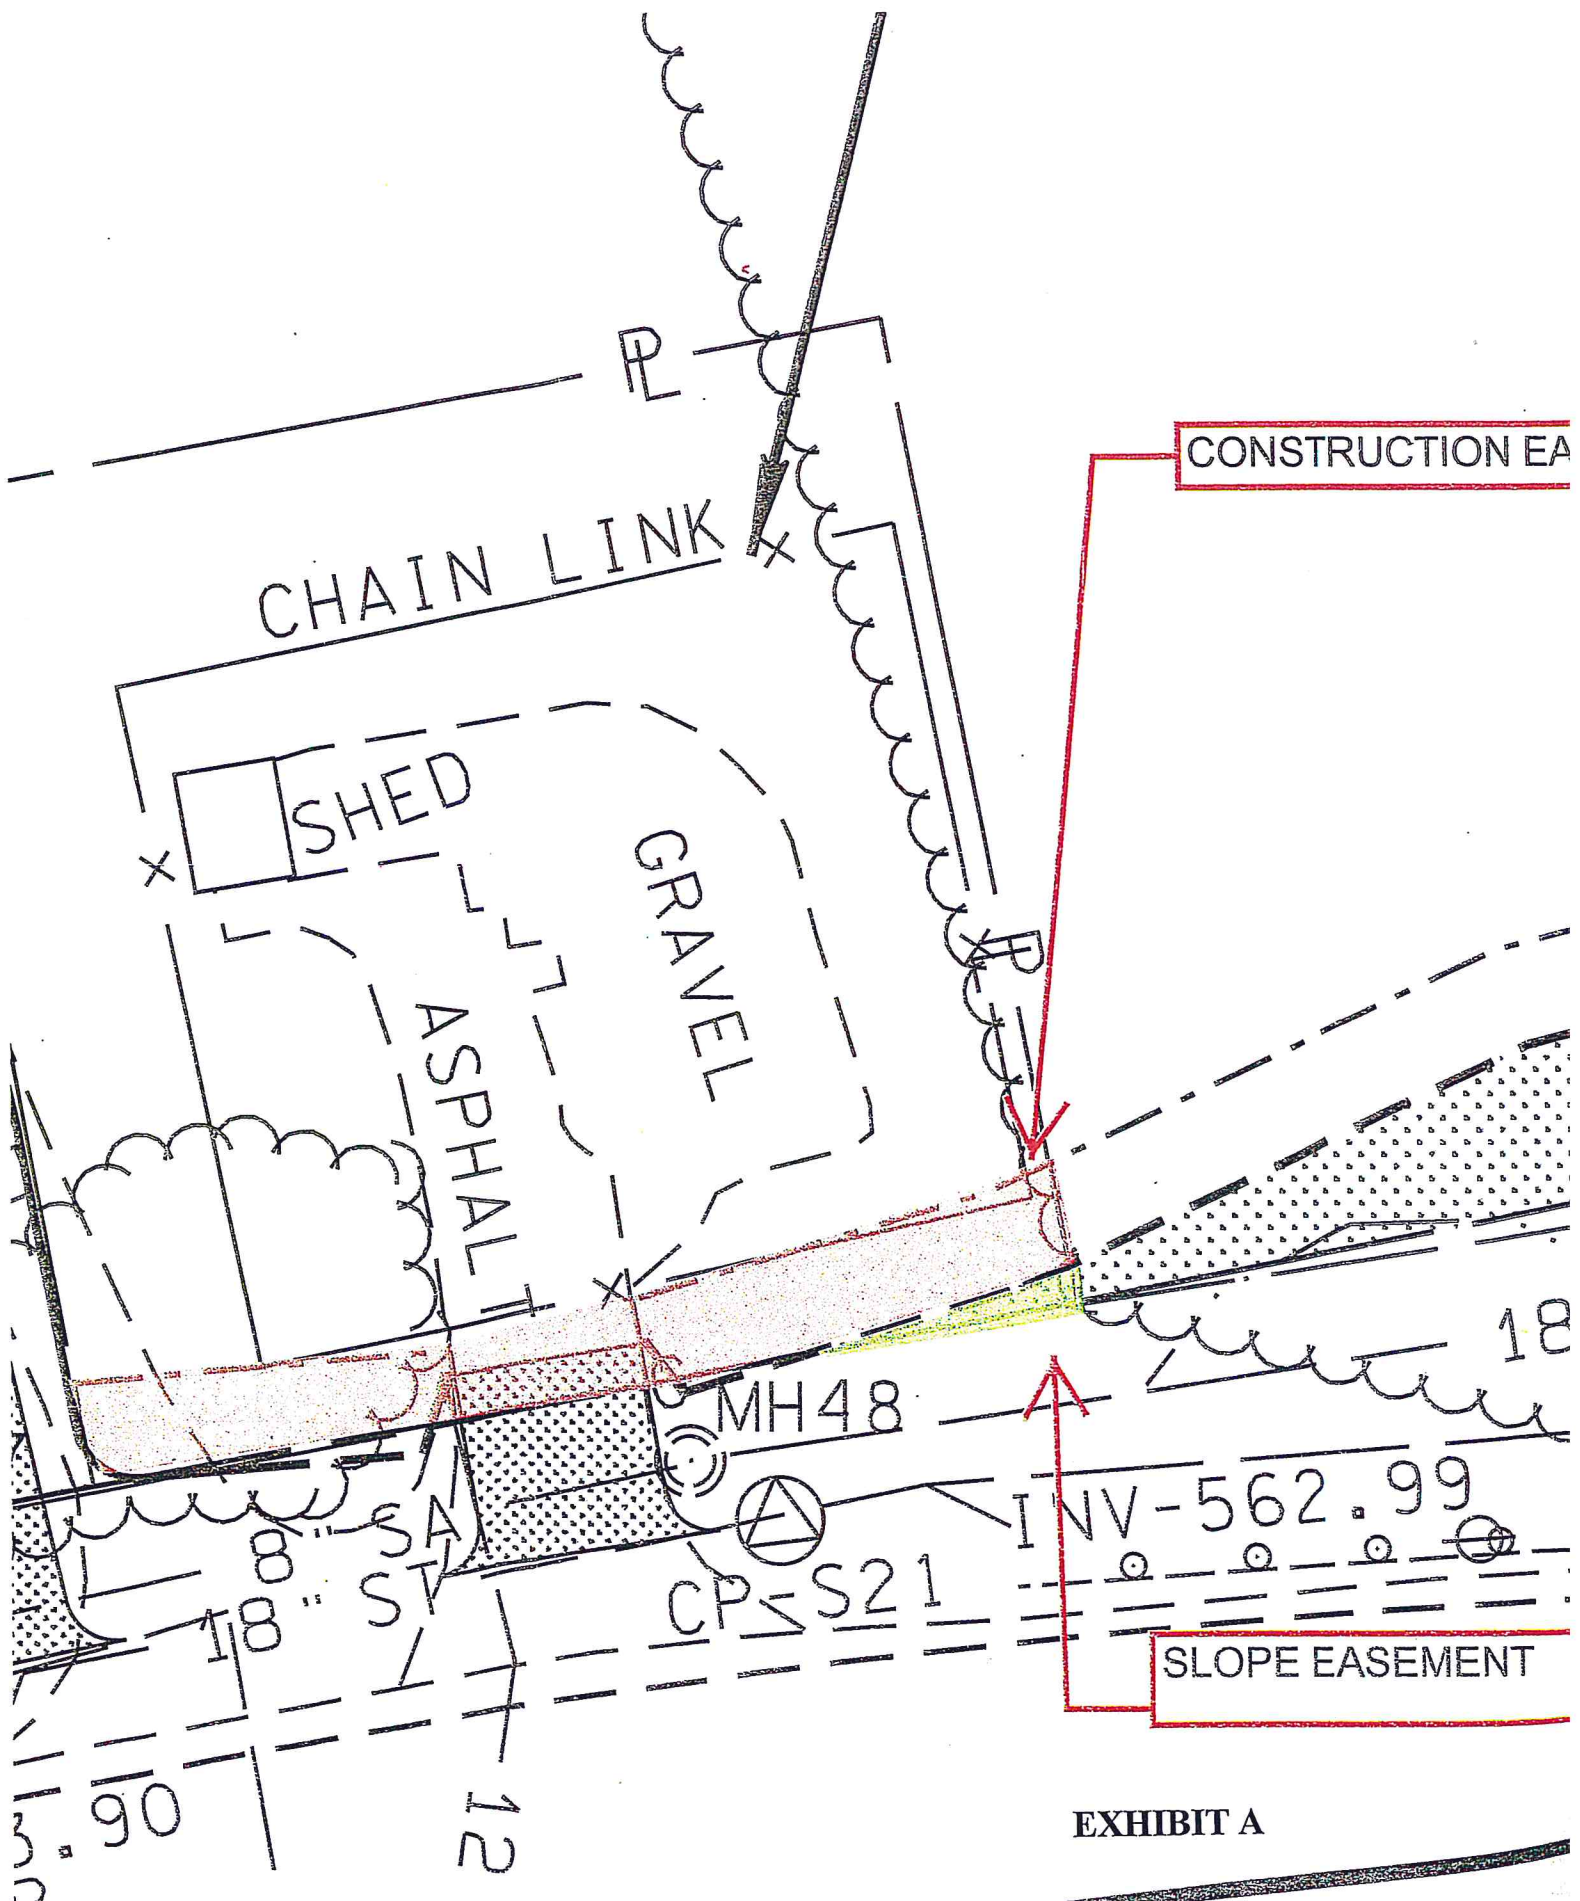 PL
CONSTRUCTION EA
CHAIN LINK
SHED
GRAVEL
PL
ASPHALT
18
MH48
INV-562.99
8"-SA
CP-S21
18" ST
SLOPE EASEMENT
12
3.90
EXHIBIT A